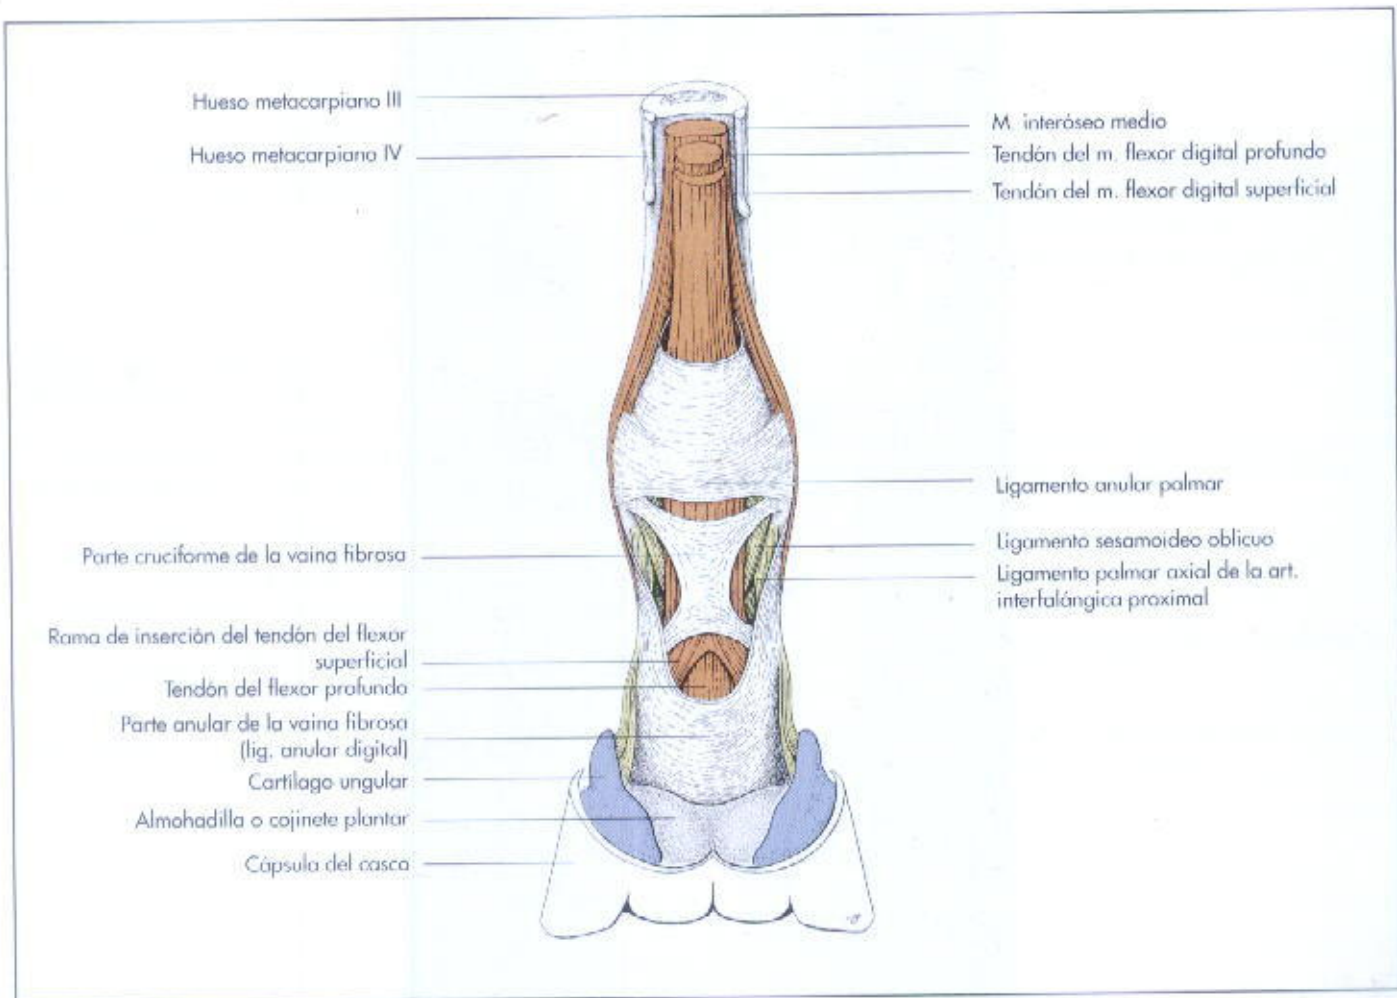 Hueso metacarpiano III
Hueso metacarpiano IV
Parte cruciforme de la vaina fibrosa
Rama de inserción del tendón del flexor
superficial
Tendón del flexor profundo
Parte anular de la vaina fibrosa
(lig. anular digital)
Cartílago ungular
Almohadilla o cojinete plantar
Cápsula del casco
M. interóseo medio
Tendón del m. flexor digital profundo
Tendón del m. flexor digital superficial
Ligamento anular palmar
Ligamento sesamoideo oblicuo
Ligamento palmar axial de la art.
interfalángica proximal